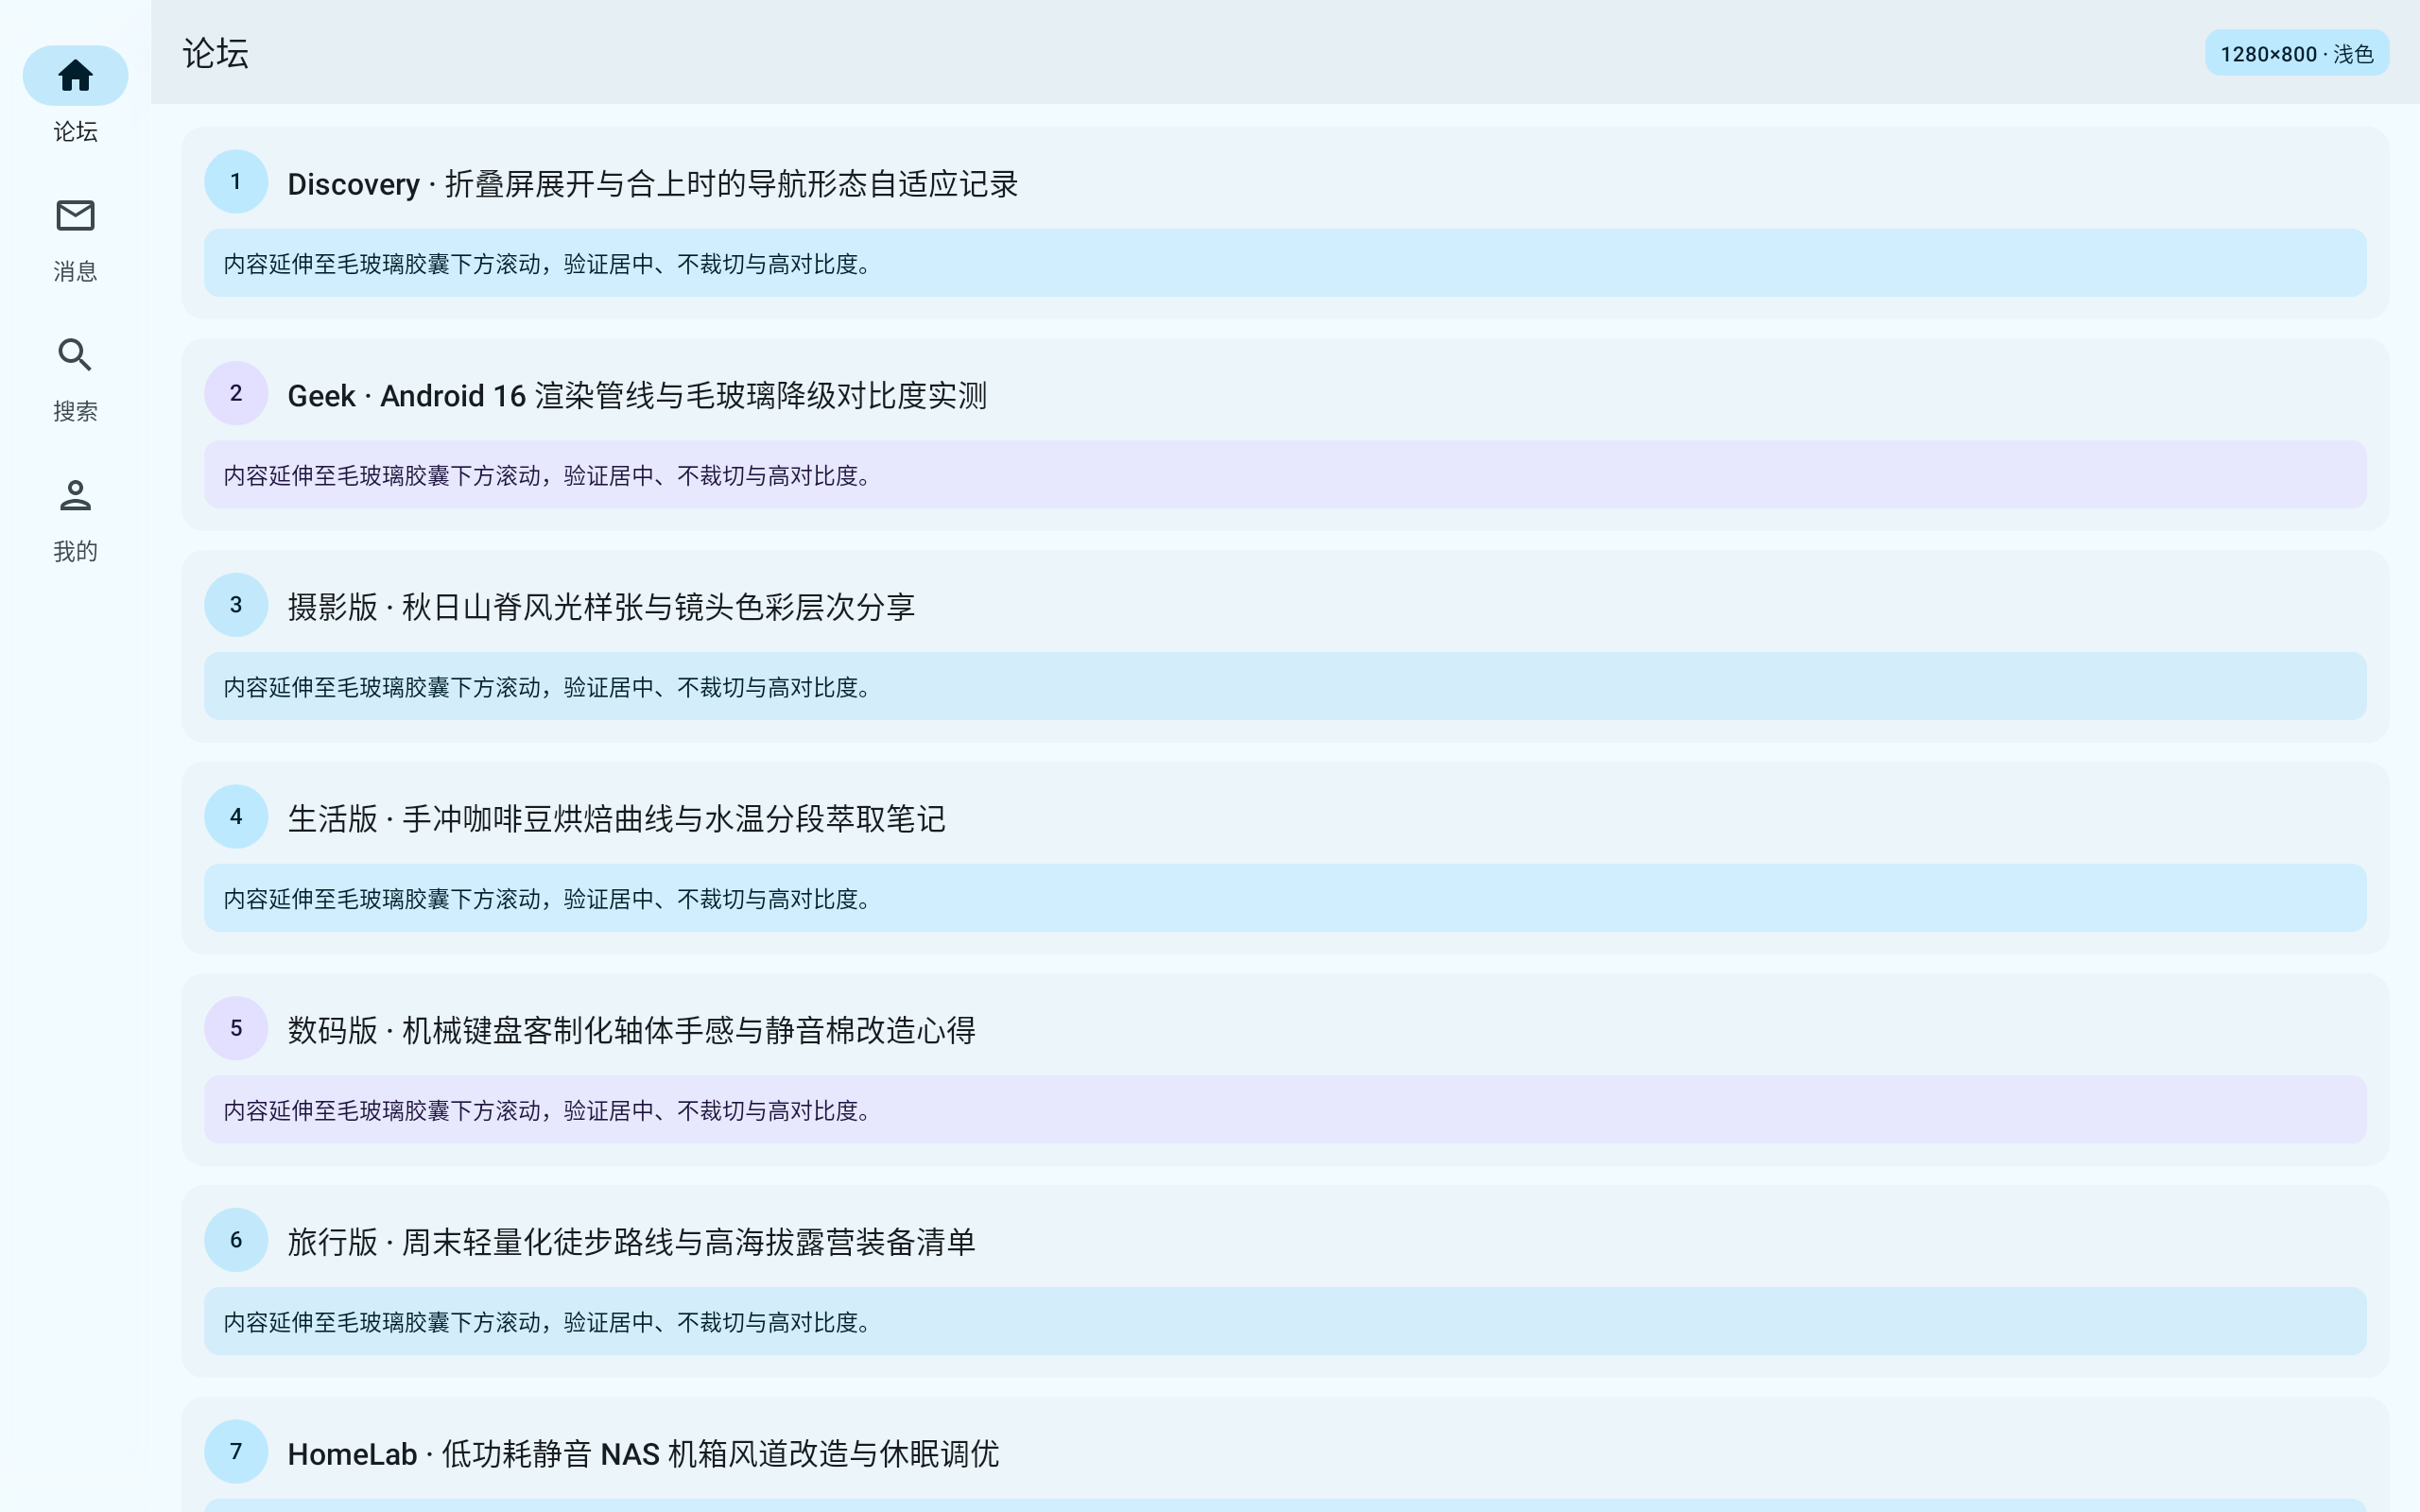 论坛
1280×800 · 浅色
论坛
消息
搜索
我的
1
Discovery · 折叠屏展开与合上时的导航形态自适应记录
内容延伸至毛玻璃胶囊下方滚动，验证居中、不裁切与高对比度。
2
Geek · Android 16 渲染管线与毛玻璃降级对比度实测
内容延伸至毛玻璃胶囊下方滚动，验证居中、不裁切与高对比度。
3
摄影版 · 秋日山脊风光样张与镜头色彩层次分享
内容延伸至毛玻璃胶囊下方滚动，验证居中、不裁切与高对比度。
4
生活版 · 手冲咖啡豆烘焙曲线与水温分段萃取笔记
内容延伸至毛玻璃胶囊下方滚动，验证居中、不裁切与高对比度。
5
数码版 · 机械键盘客制化轴体手感与静音棉改造心得
内容延伸至毛玻璃胶囊下方滚动，验证居中、不裁切与高对比度。
6
旅行版 · 周末轻量化徒步路线与高海拔露营装备清单
内容延伸至毛玻璃胶囊下方滚动，验证居中、不裁切与高对比度。
7
HomeLab · 低功耗静音 NAS 机箱风道改造与休眠调优